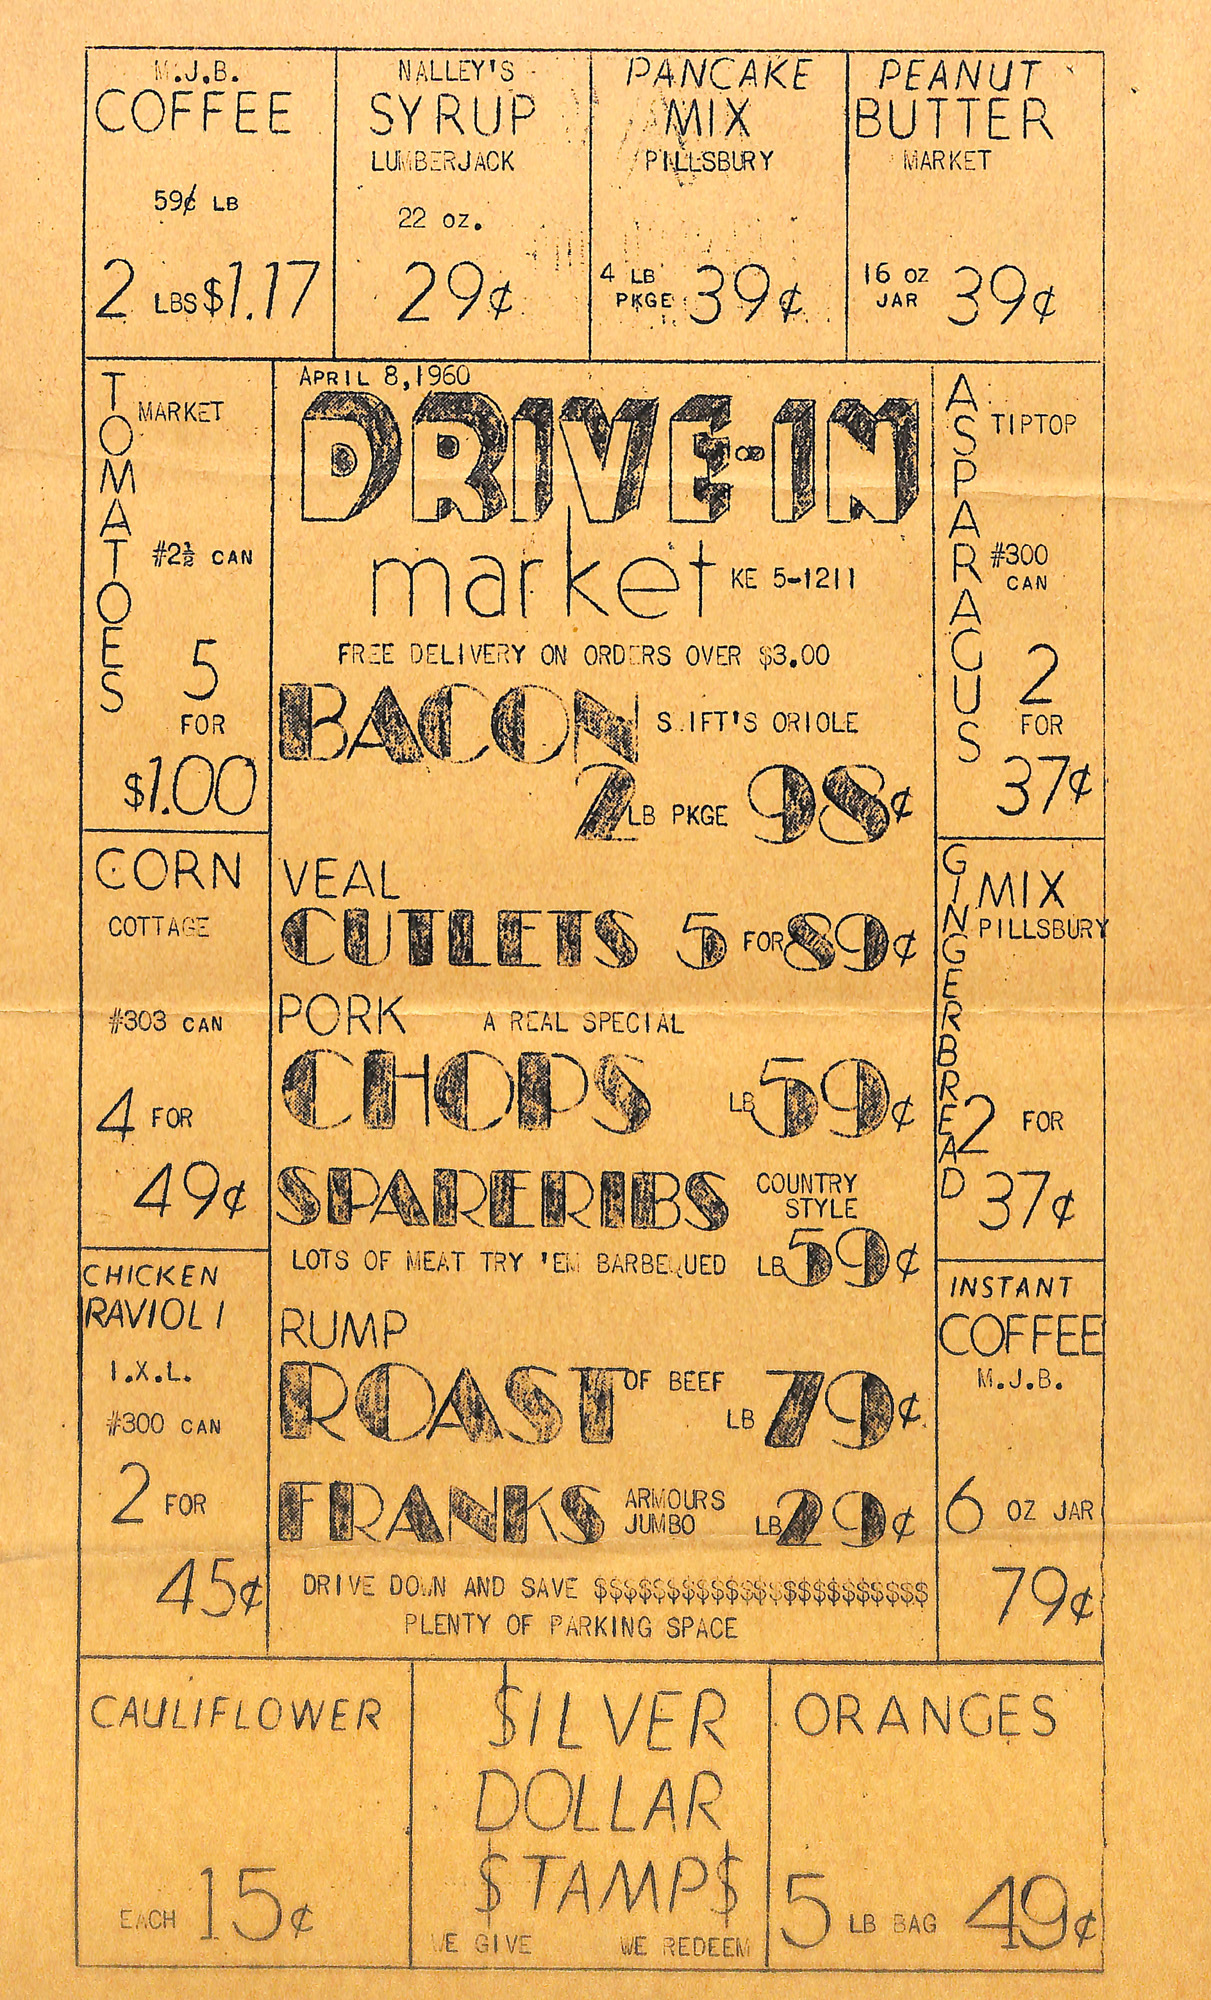 M.J.B.
COFFEE
59¢ LB
2 LBS $1.17
NALLEY'S
SYRUP
LUMBERJACK
22 OZ.
29¢
PANCAKE
MIX
PILLSBURY
4 LB
PKGE 39¢
PEANUT
BUTTER
MARKET
16 OZ
JAR 39¢
TOMATOES
MARKET
#2½ CAN
5
FOR
$1.00
CORN
COTTAGE
#303 CAN
4 FOR
49¢
CHICKEN
RAVIOLI
I.X.L.
#300 CAN
2 FOR
45¢
APRIL 8, 1960
DRIVE-IN
market KE 5-1211
FREE DELIVERY ON ORDERS OVER $3.00
BACON SWIFT'S ORIOLE
2 LB PKGE 98¢
VEAL
CUTLETS 5 FOR 89¢
PORK A REAL SPECIAL
CHOPS LB 59¢
SPARERIBS COUNTRY
STYLE
LOTS OF MEAT TRY 'EM BARBEQUED LB 59¢
RUMP
ROAST OF BEEF
LB 79¢
FRANKS ARMOURS
JUMBO LB 29¢
DRIVE DOWN AND SAVE $$$$$$$$$$$$$$$$$$$$$$$
PLENTY OF PARKING SPACE
ASPARAGUS
TIPTOP
#300
CAN
2
FOR
37¢
GINGERBREAD
MIX
PILLSBURY
2 FOR
37¢
INSTANT
COFFEE
M.J.B.
6 OZ JAR
79¢
CAULIFLOWER
EACH 15¢
$ILVER
DOLLAR
$TAMP$
WE GIVE WE REDEEM
ORANGES
5 LB BAG 49¢